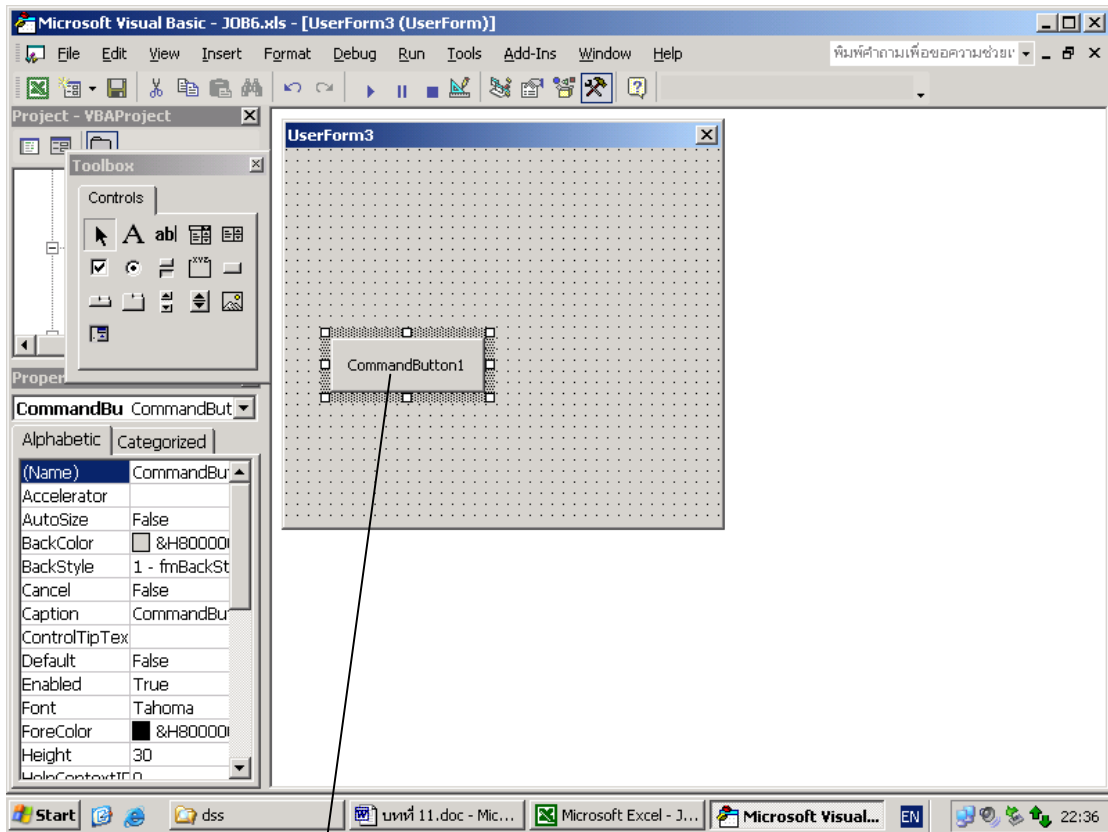 Microsoft Visual Basic - JOB6.xls - [UserForm3 (UserForm)]
File Edit View Insert Format Debug Run Tools Add-Ins Window Help
พิมพ์คำถามเพื่อขอความช่วยเ
Project - VBAProject
Toolbox
Controls
A abl
XYZ
UserForm3
CommandButton1
Proper
CommandBu CommandBut
Alphabetic Categorized
(Name) CommandBu
Accelerator
AutoSize False
BackColor &H80000
BackStyle 1 - fmBackSt
Cancel False
Caption CommandBu
ControlTipTex
Default False
Enabled True
Font Tahoma
ForeColor &H80000
Height 30
HelpContextID 0
Start dss บทที่ 11.doc - Mic... Microsoft Excel - J... Microsoft Visual... EN 22:36